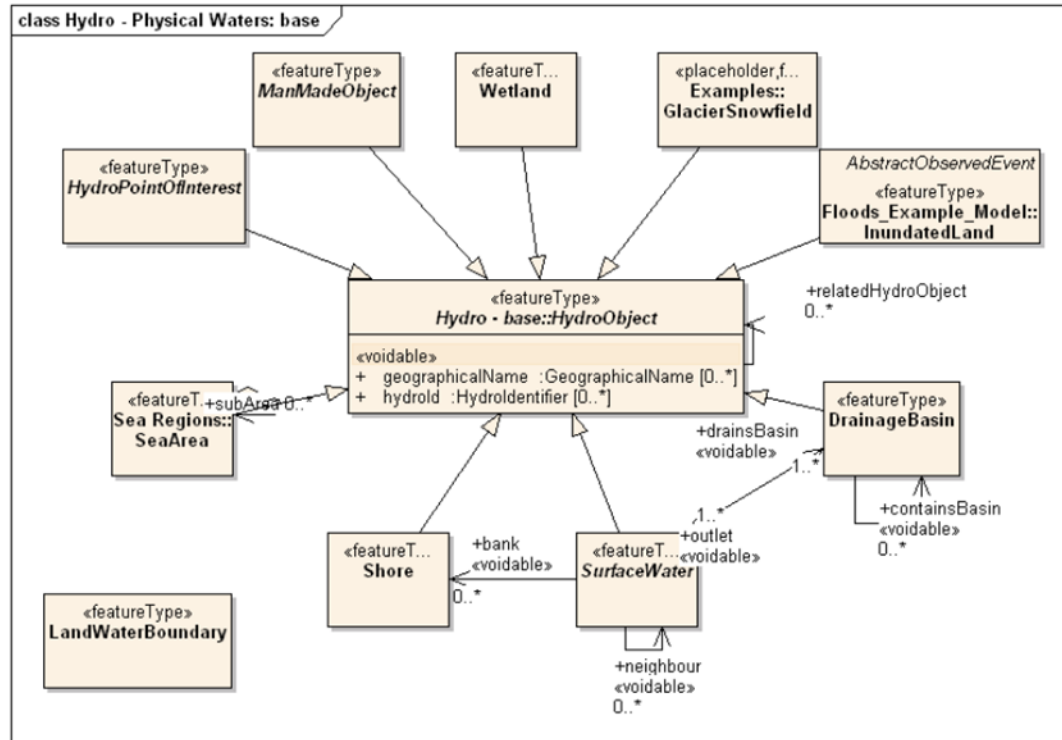 class Hydro - Physical Waters: base
«featureType»
ManMadeObject
«featureT...
Wetland
«placeholder,f...
Examples::
GlacierSnowfield
«featureType»
HydroPointOfInterest
AbstractObservedEvent
«featureType»
Floods_Example_Model::
InundatedLand
«featureType»
Hydro - base::HydroObject
«voidable»
+ geographicalName :GeographicalName [0..*]
+ hydroId :HydroIdentifier [0..*]
+relatedHydroObject
0..*
«featureT...
+subArea 0..*
Sea Regions::
SeaArea
«featureType»
DrainageBasin
+drainsBasin
«voidable»
1..*
+containsBasin
«voidable»
0..*
1..*
+outlet
«voidable»
«featureT...
Shore
+bank
«voidable»
0..*
«featureT...
SurfaceWater
+neighbour
«voidable»
0..*
«featureType»
LandWaterBoundary